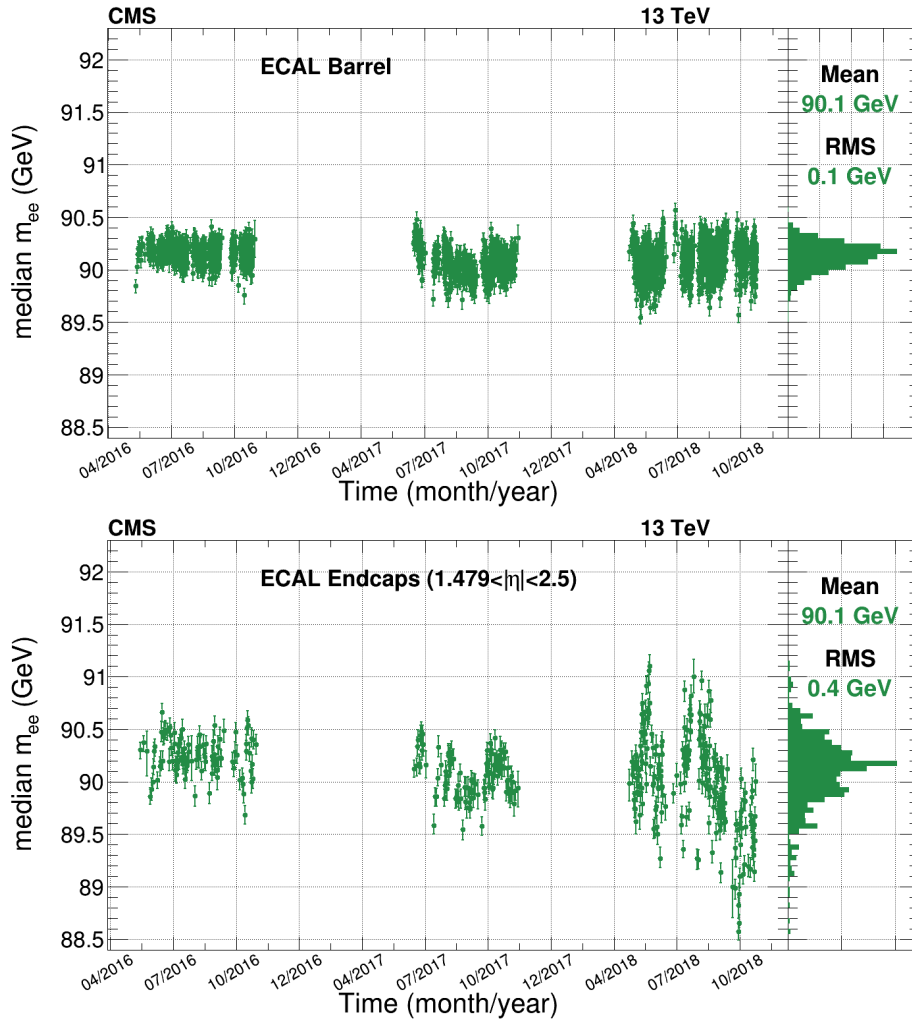 CMS 13 TeV
ECAL Barrel
Mean
90.1 GeV
RMS
0.1 GeV
median m_ee (GeV)
92
91.5
91
90.5
90
89.5
89
88.5
04/2016 07/2016 10/2016 12/2016 04/2017 07/2017 10/2017 12/2017 04/2018 07/2018 10/2018
Time (month/year)
CMS 13 TeV
ECAL Endcaps (1.479<|η|<2.5)
Mean
90.1 GeV
RMS
0.4 GeV
median m_ee (GeV)
92
91.5
91
90.5
90
89.5
89
88.5
04/2016 07/2016 10/2016 12/2016 04/2017 07/2017 10/2017 12/2017 04/2018 07/2018 10/2018
Time (month/year)